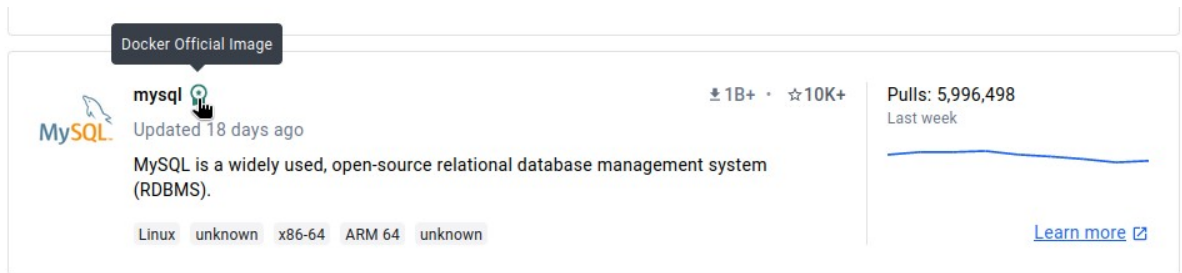 Docker Official Image
mysql
1B+ • 10K+
Pulls: 5,996,498
MySQL
Updated 18 days ago
Last week
MySQL is a widely used, open-source relational database management system
(RDBMS).
Linux unknown x86-64 ARM 64 unknown
Learn more